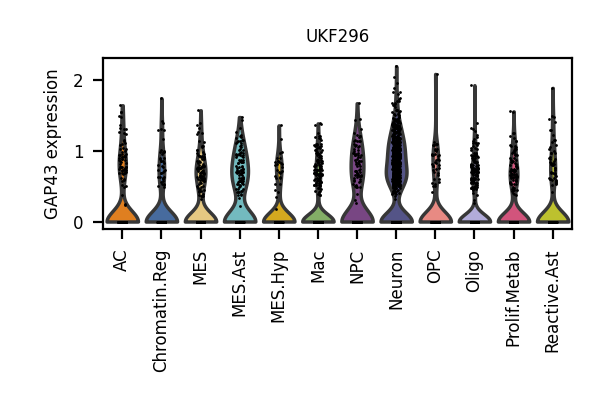 UKF296
GAP43 expression
2
1
0
AC
Chromatin.Reg
MES
MES.Ast
MES.Hyp
Mac
NPC
Neuron
OPC
Oligo
Prolif.Metab
Reactive.Ast